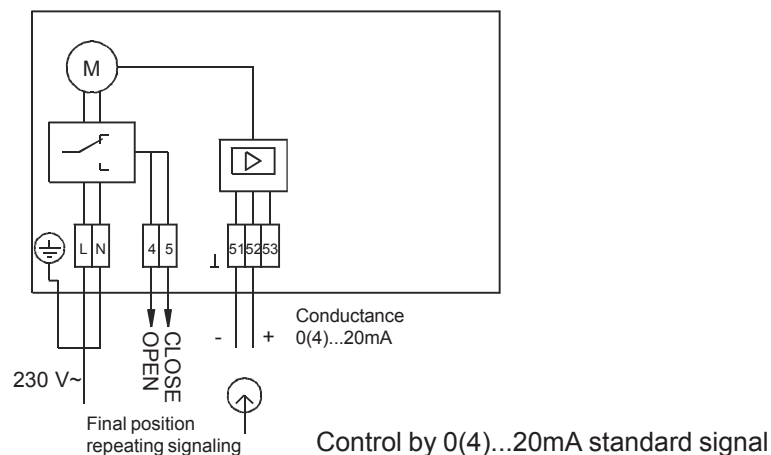 M
L N 4 5 ⊥ 51 52 53
Conductance
- + 0(4)...20mA
OPEN
CLOSE
230 V~
Final position
repeating signaling
Control by 0(4)...20mA standard signal